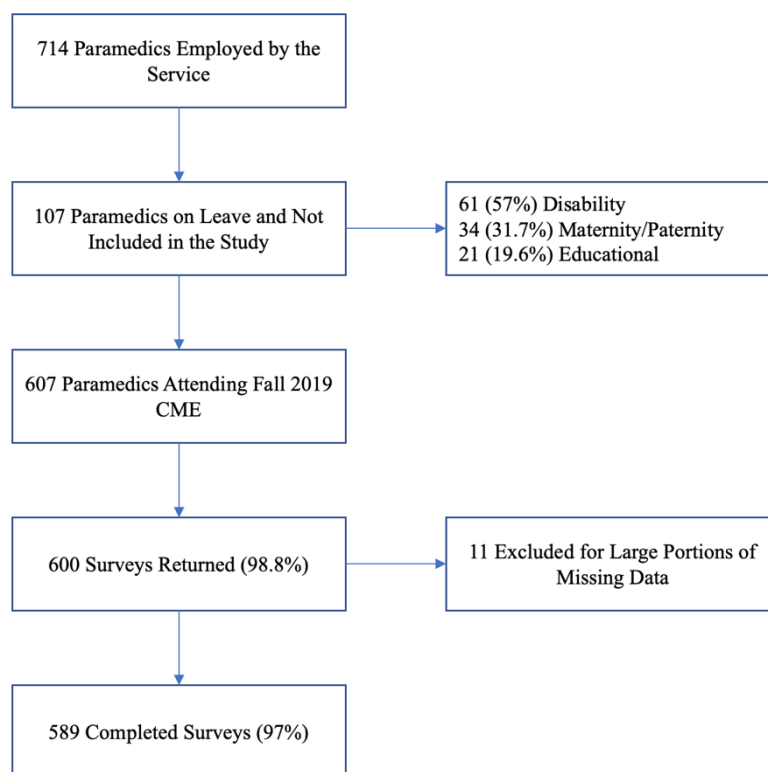 714 Paramedics Employed by the
Service
107 Paramedics on Leave and Not
Included in the Study
61 (57%) Disability
34 (31.7%) Maternity/Paternity
21 (19.6%) Educational
607 Paramedics Attending Fall 2019
CME
600 Surveys Returned (98.8%)
11 Excluded for Large Portions of
Missing Data
589 Completed Surveys (97%)